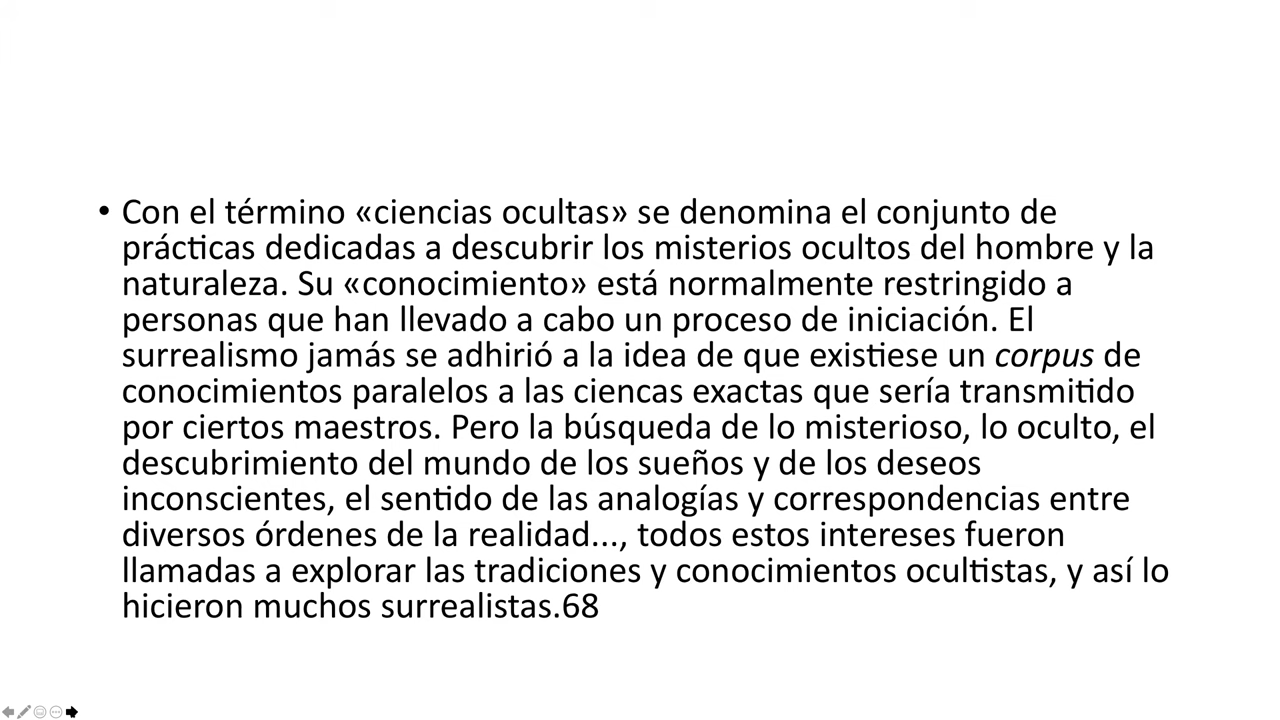 • Con el término «ciencias ocultas» se denomina el conjunto de
prácticas dedicadas a descubrir los misterios ocultos del hombre y la
naturaleza. Su «conocimiento» está normalmente restringido a
personas que han llevado a cabo un proceso de iniciación. El
surrealismo jamás se adhirió a la idea de que existiese un corpus de
conocimientos paralelos a las ciencas exactas que sería transmitido
por ciertos maestros. Pero la búsqueda de lo misterioso, lo oculto, el
descubrimiento del mundo de los sueños y de los deseos
inconscientes, el sentido de las analogías y correspondencias entre
diversos órdenes de la realidad..., todos estos intereses fueron
llamadas a explorar las tradiciones y conocimientos ocultistas, y así lo
hicieron muchos surrealistas.68